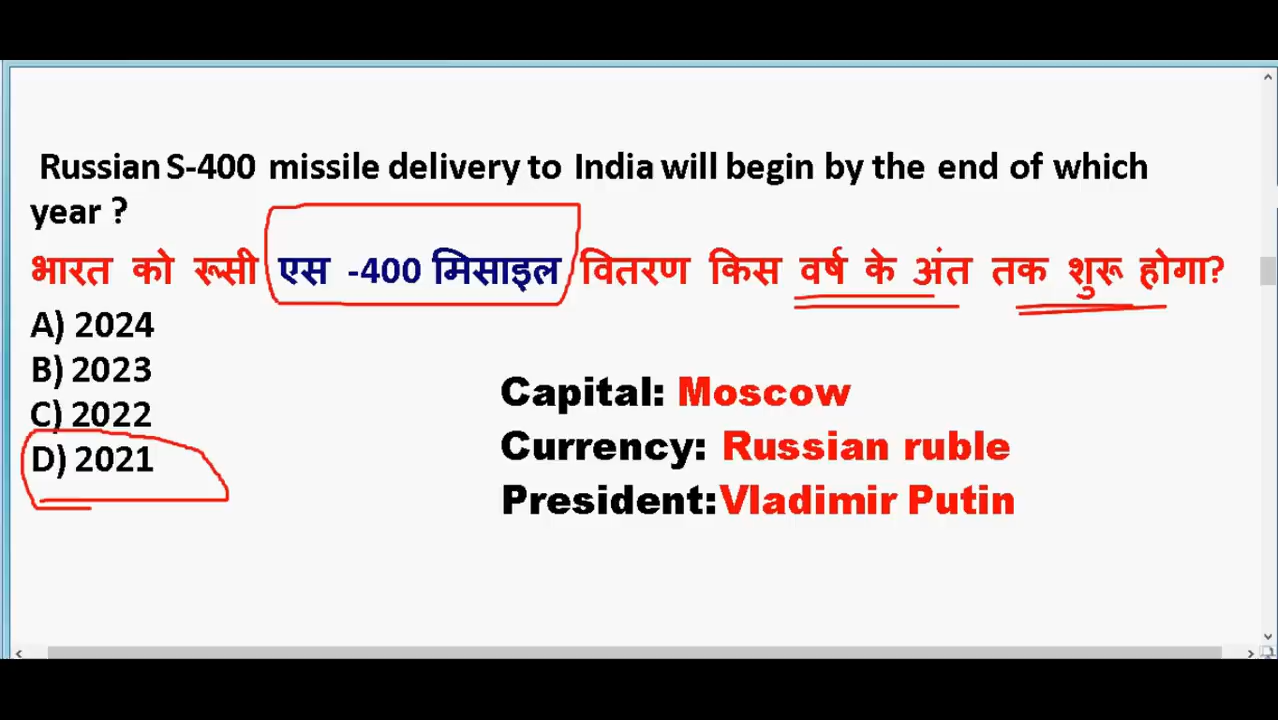 Russian S-400 missile delivery to India will begin by the end of which
year ?
भारत को रूसी एस -400 मिसाइल वितरण किस वर्ष के अंत तक शुरू होगा?
A) 2024
B) 2023
C) 2022
D) 2021
Capital: Moscow
Currency: Russian ruble
President:Vladimir Putin